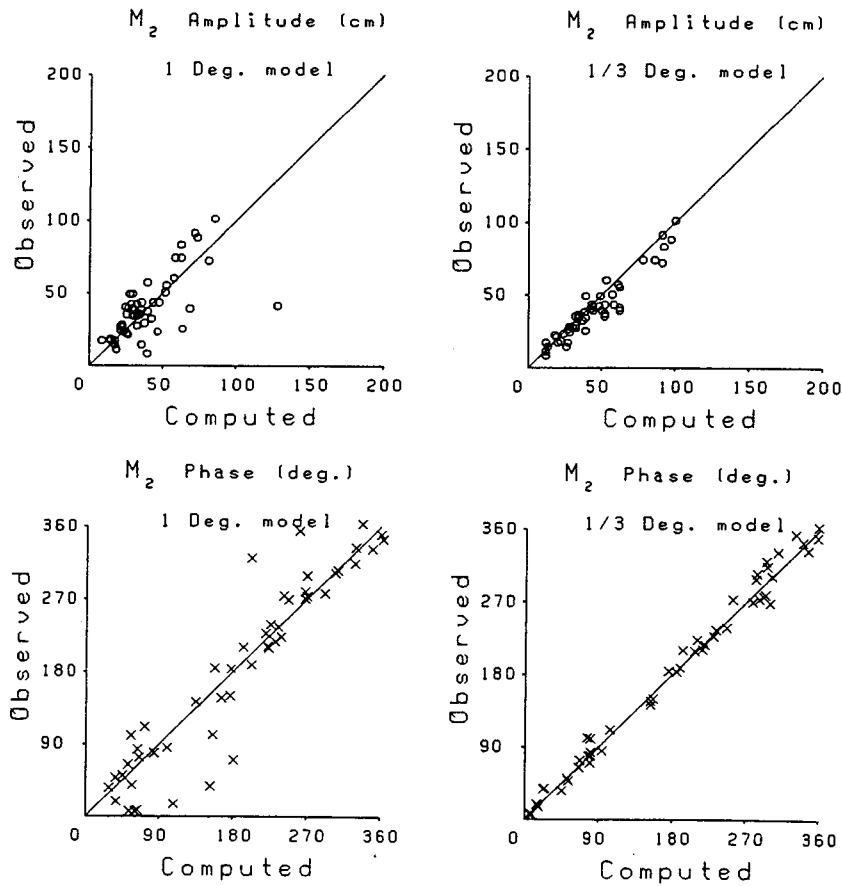 M₂ Amplitude (cm)
1 Deg. model
200
150
100
50
0
0 50 100 150 200
Observed
Computed
M₂ Amplitude (cm)
1/3 Deg. model
200
150
100
50
0
0 50 100 150 200
Observed
Computed
M₂ Phase (deg.)
1 Deg. model
360
270
180
90
0 90 180 270 360
Observed
Computed
M₂ Phase (deg.)
1/3 Deg. model
360
270
180
90
0 90 180 270 360
Observed
Computed